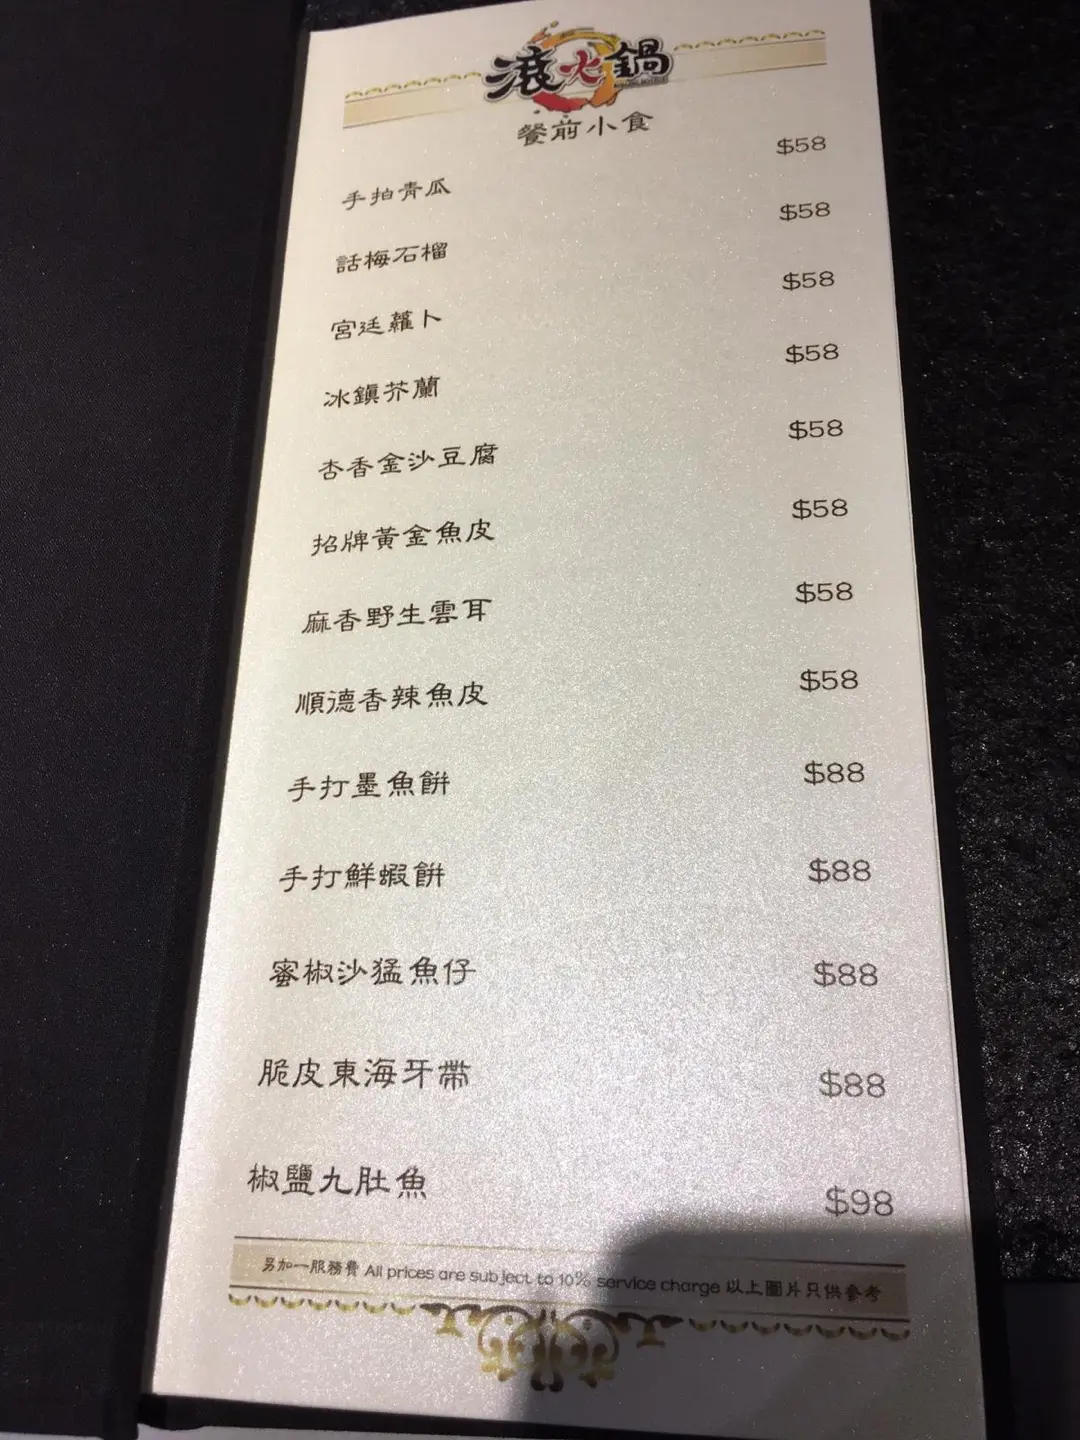 滾火鍋
餐前小食
手拍青瓜 $58
話梅石榴 $58
宮廷蘿卜 $58
冰鎮芥蘭 $58
杏香金沙豆腐 $58
招牌黃金魚皮 $58
麻香野生雲耳 $58
順德香辣魚皮 $58
手打墨魚餅 $88
手打鮮蝦餅 $88
蜜椒沙猛魚仔 $88
脆皮東海牙帶 $88
椒鹽九肚魚 $98
另加一服務費 All prices are subject to 10% service charge 以上圖片只供參考